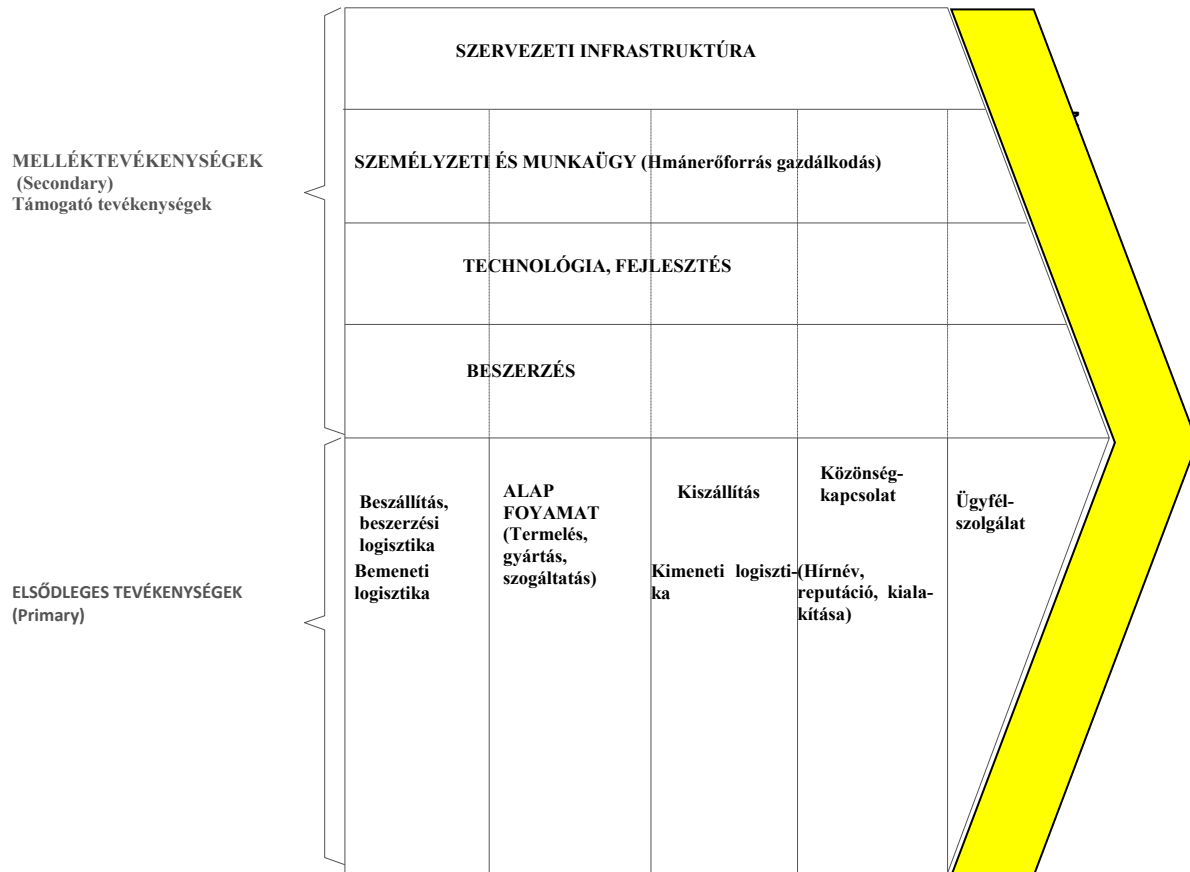 SZERVEZETI INFRASTRUKTÚRA
MELLÉKTEVÉKENYSÉGEK
(Secondary)
Támogató tevékenységek
SZEMÉLYZETI ÉS MUNKAÜGY (Hmánerőforrás gazdálkodás)
TECHNOLÓGIA, FEJLESZTÉS
BESZERZÉS
ELSŐDLEGES TEVÉKENYSÉGEK
(Primary)
Beszállítás,
beszerzési
logisztika
Bemeneti
logisztika
ALAP
FOYAMAT
(Termelés,
gyártás,
szogáltatás)
Kiszállítás
Kimeneti logiszti-
ka
Közönség-
kapcsolat
(Hírnév,
reputáció, kiala-
kítása)
Ügyfél-
szolgálat